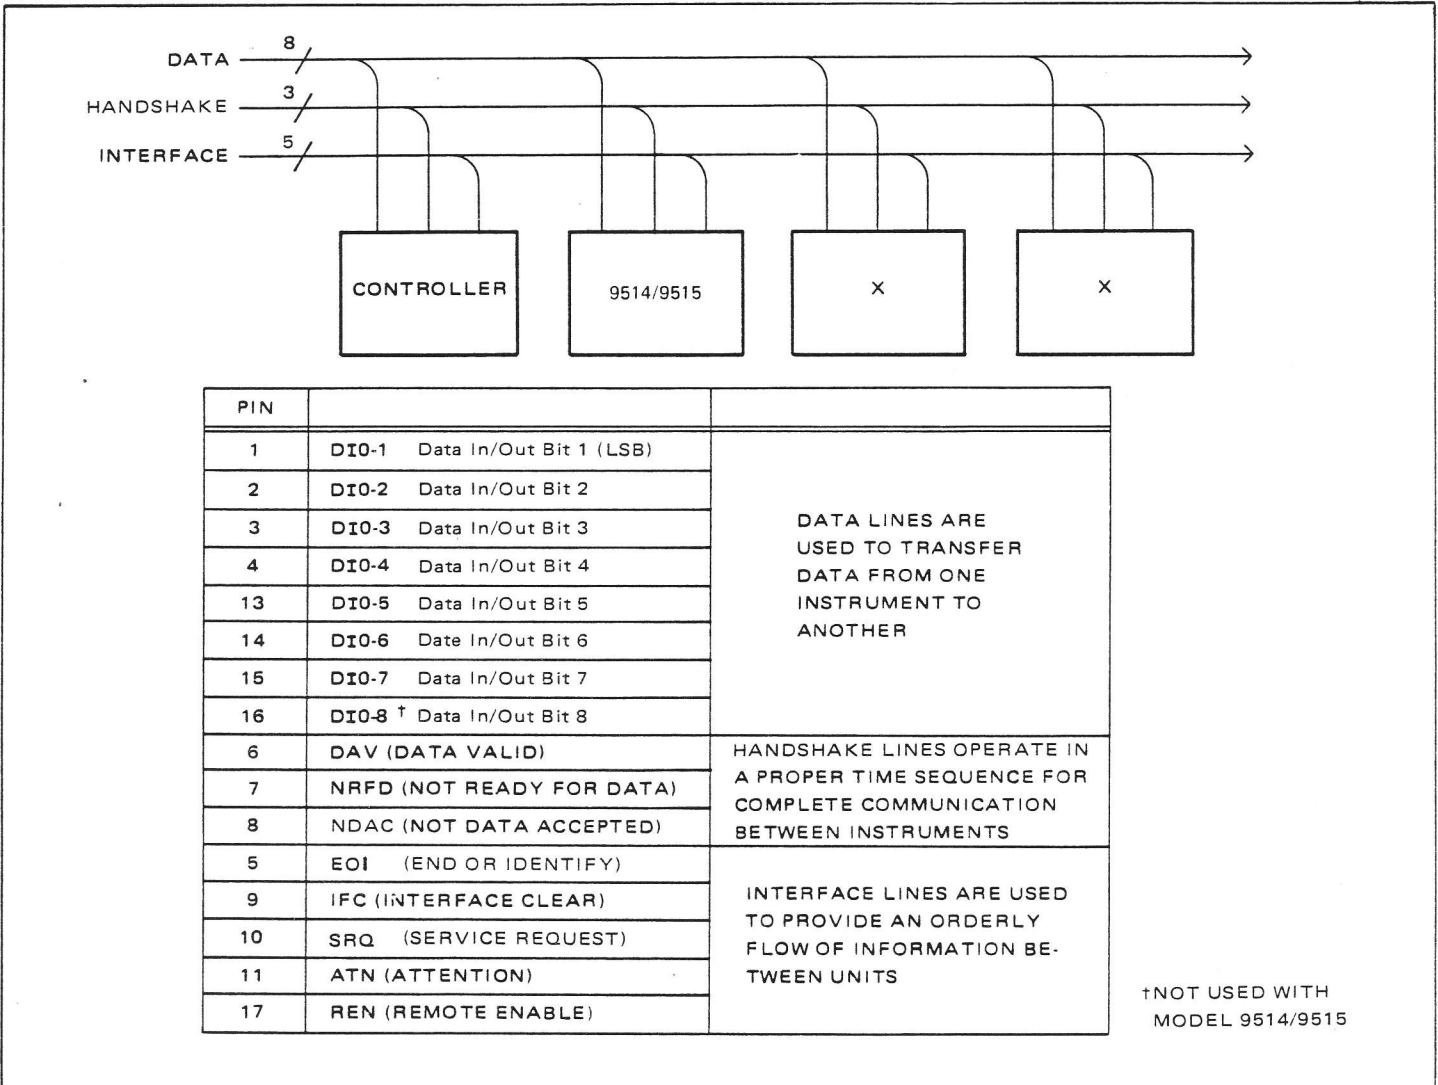 DATA 8
HANDSHAKE 3
INTERFACE 5
CONTROLLER
9514/9515
X
X
PIN
1 DIO-1 Data In/Out Bit 1 (LSB)
2 DIO-2 Data In/Out Bit 2
3 DIO-3 Data In/Out Bit 3
4 DIO-4 Data In/Out Bit 4
13 DIO-5 Data In/Out Bit 5
14 DIO-6 Date In/Out Bit 6
15 DIO-7 Data In/Out Bit 7
16 DIO-8 † Data In/Out Bit 8
DATA LINES ARE
USED TO TRANSFER
DATA FROM ONE
INSTRUMENT TO
ANOTHER
6 DAV (DATA VALID)
7 NRFD (NOT READY FOR DATA)
8 NDAC (NOT DATA ACCEPTED)
HANDSHAKE LINES OPERATE IN
A PROPER TIME SEQUENCE FOR
COMPLETE COMMUNICATION
BETWEEN INSTRUMENTS
5 EOI (END OR IDENTIFY)
9 IFC (INTERFACE CLEAR)
10 SRQ (SERVICE REQUEST)
11 ATN (ATTENTION)
17 REN (REMOTE ENABLE)
INTERFACE LINES ARE USED
TO PROVIDE AN ORDERLY
FLOW OF INFORMATION BE-
TWEEN UNITS
†NOT USED WITH
MODEL 9514/9515